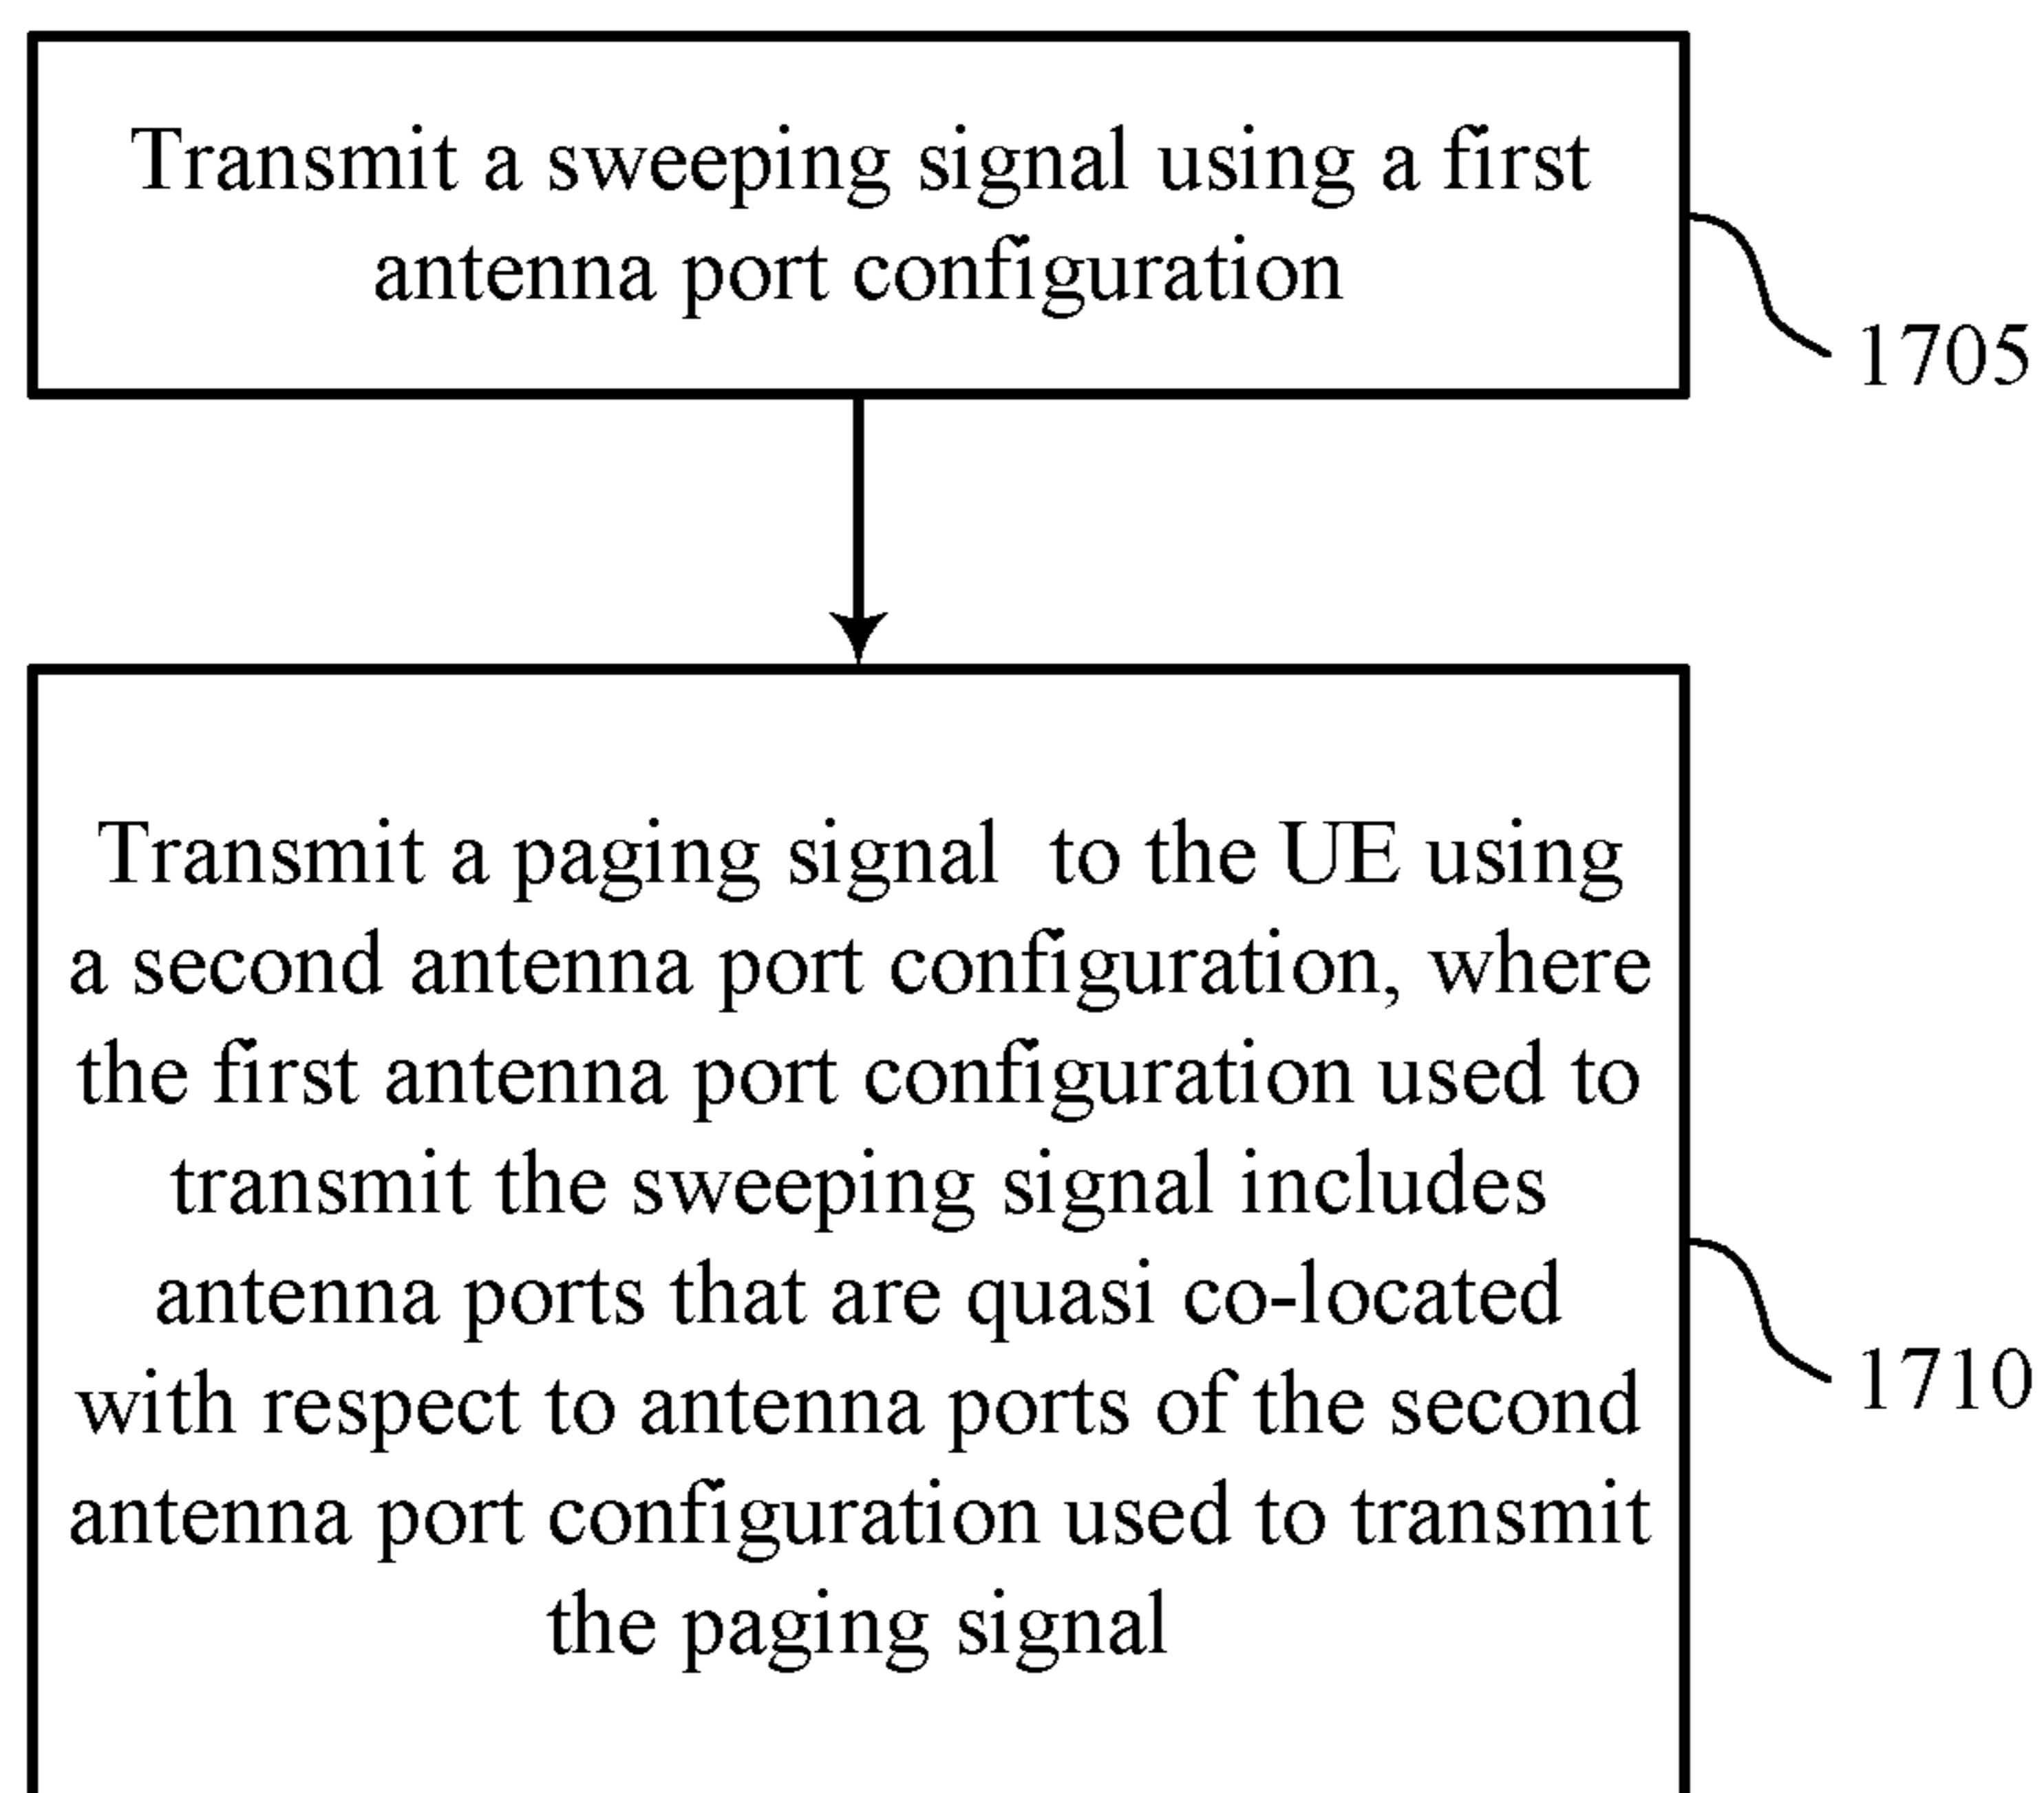 Transmit a sweeping signal using a first
antenna port configuration
1705
Transmit a paging signal  to the UE using
a second antenna port configuration, where
the first antenna port configuration used to
transmit the sweeping signal includes
antenna ports that are quasi co-located
with respect to antenna ports of the second
antenna port configuration used to transmit
the paging signal
1710